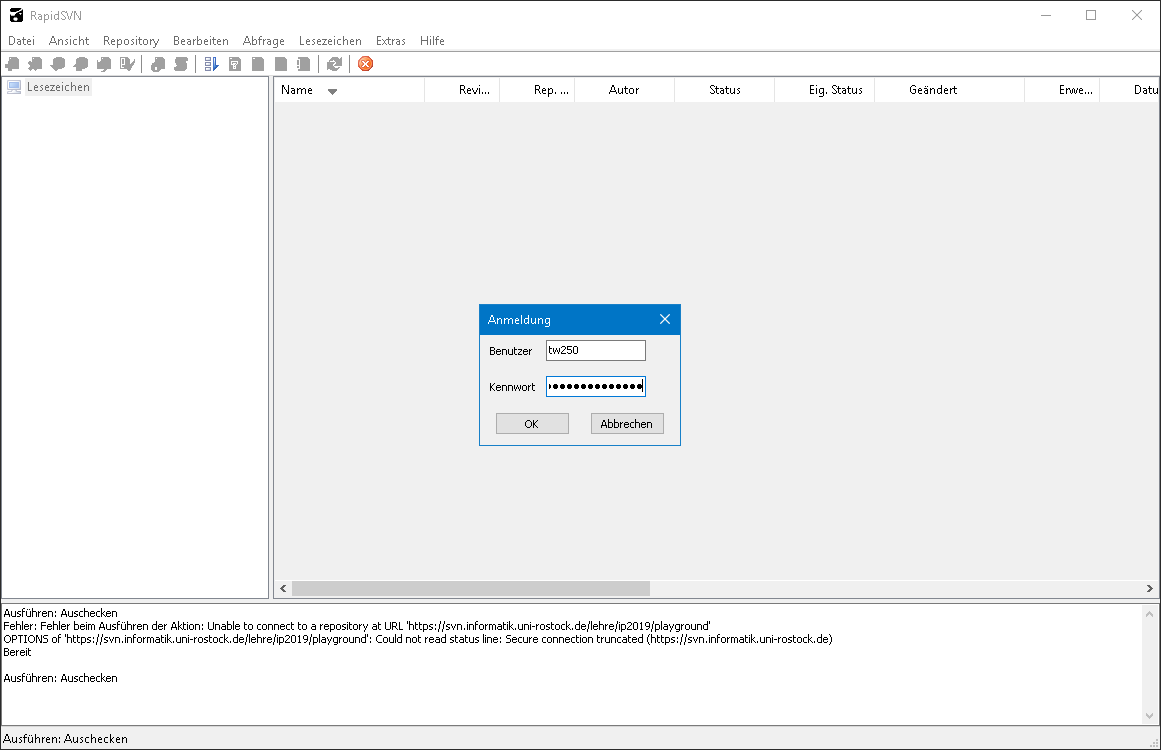 RapidSVN
Datei Ansicht Repository Bearbeiten Abfrage Lesezeichen Extras Hilfe
Lesezeichen
Name Revi... Rep. ... Autor Status Eig. Status Geändert Erwe... Datu
Anmeldung
Benutzer tw250
Kennwort
OK Abbrechen
Ausführen: Auschecken
Fehler: Fehler beim Ausführen der Aktion: Unable to connect to a repository at URL 'https://svn.informatik.uni-rostock.de/lehre/ip2019/playground'
OPTIONS of 'https://svn.informatik.uni-rostock.de/lehre/ip2019/playground': Could not read status line: Secure connection truncated (https://svn.informatik.uni-rostock.de)
Bereit
Ausführen: Auschecken
Ausführen: Auschecken